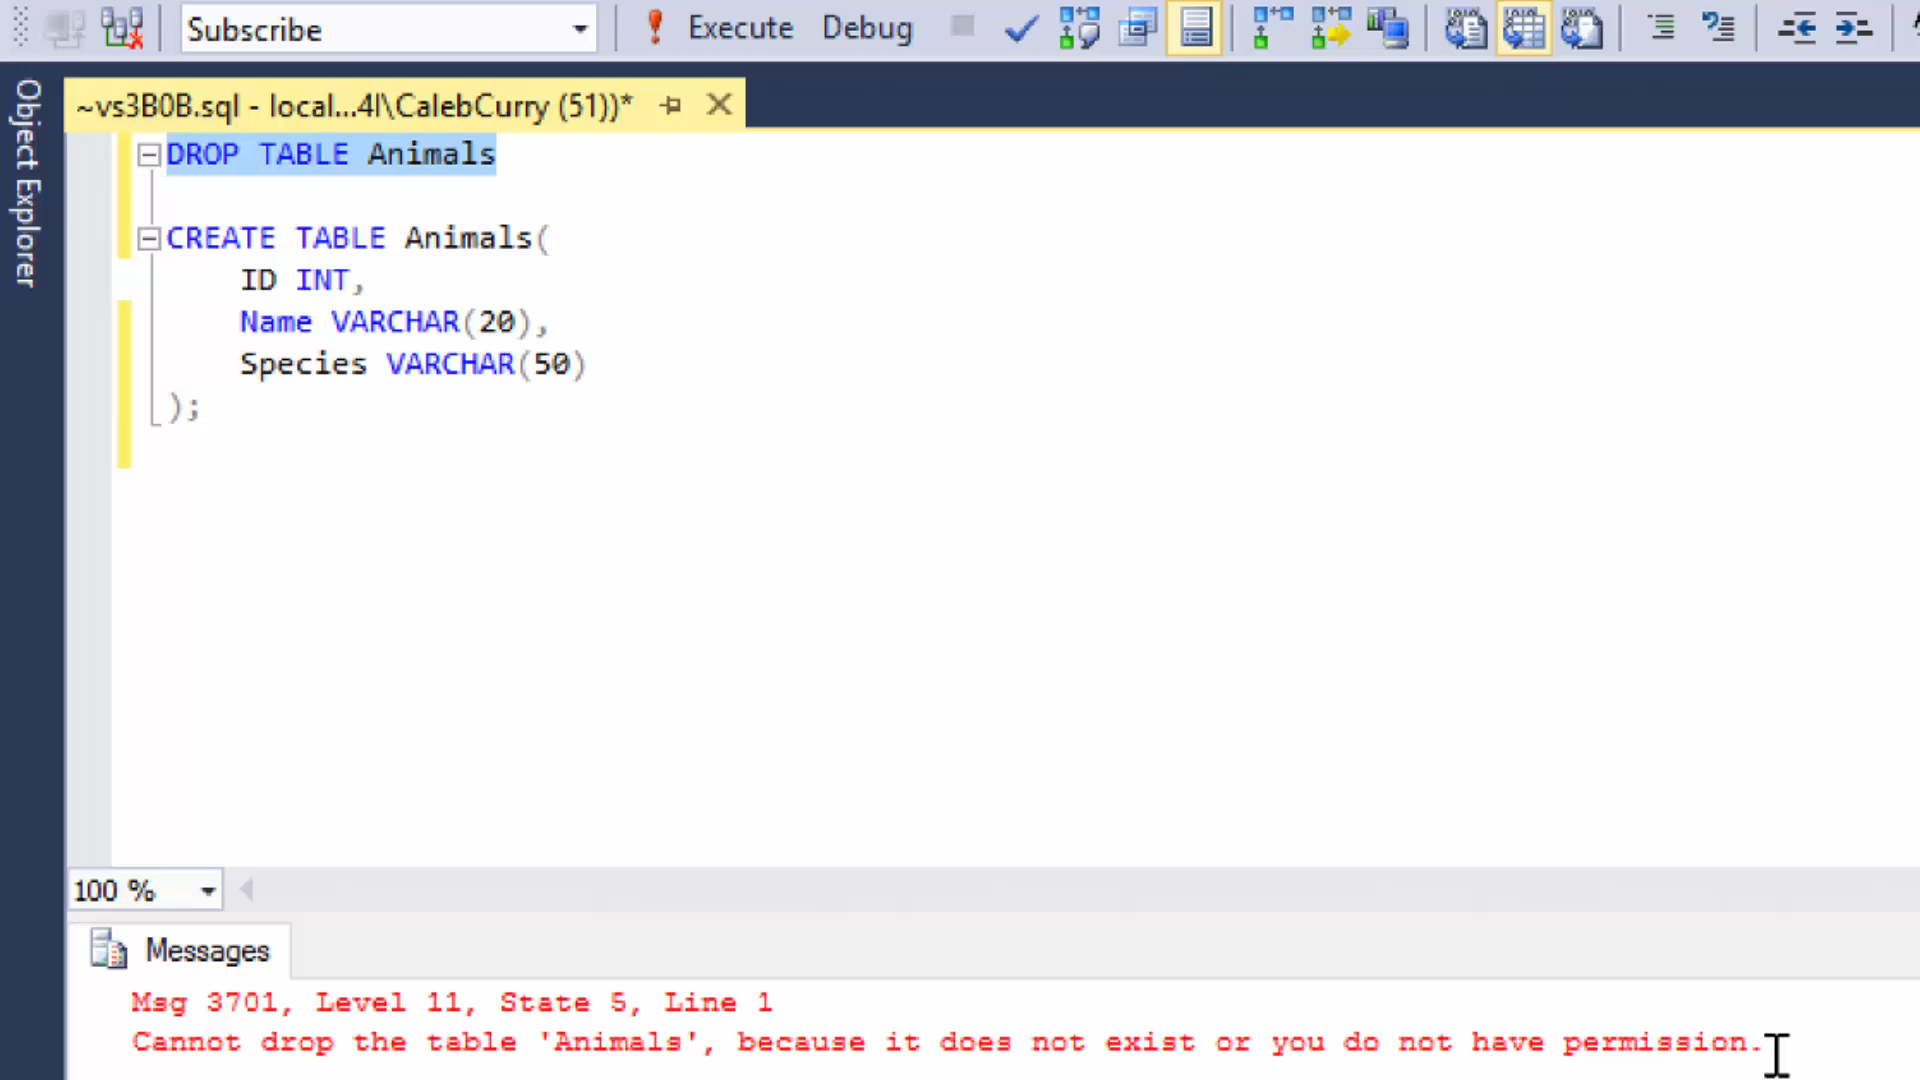 Subscribe
Execute
Debug
Object Explorer
~vs3B0B.sql - local...4l\CalebCurry (51))*
DROP TABLE Animals
CREATE TABLE Animals(
ID INT,
Name VARCHAR(20),
Species VARCHAR(50)
);
100 %
Messages
Msg 3701, Level 11, State 5, Line 1
Cannot drop the table 'Animals', because it does not exist or you do not have permission.